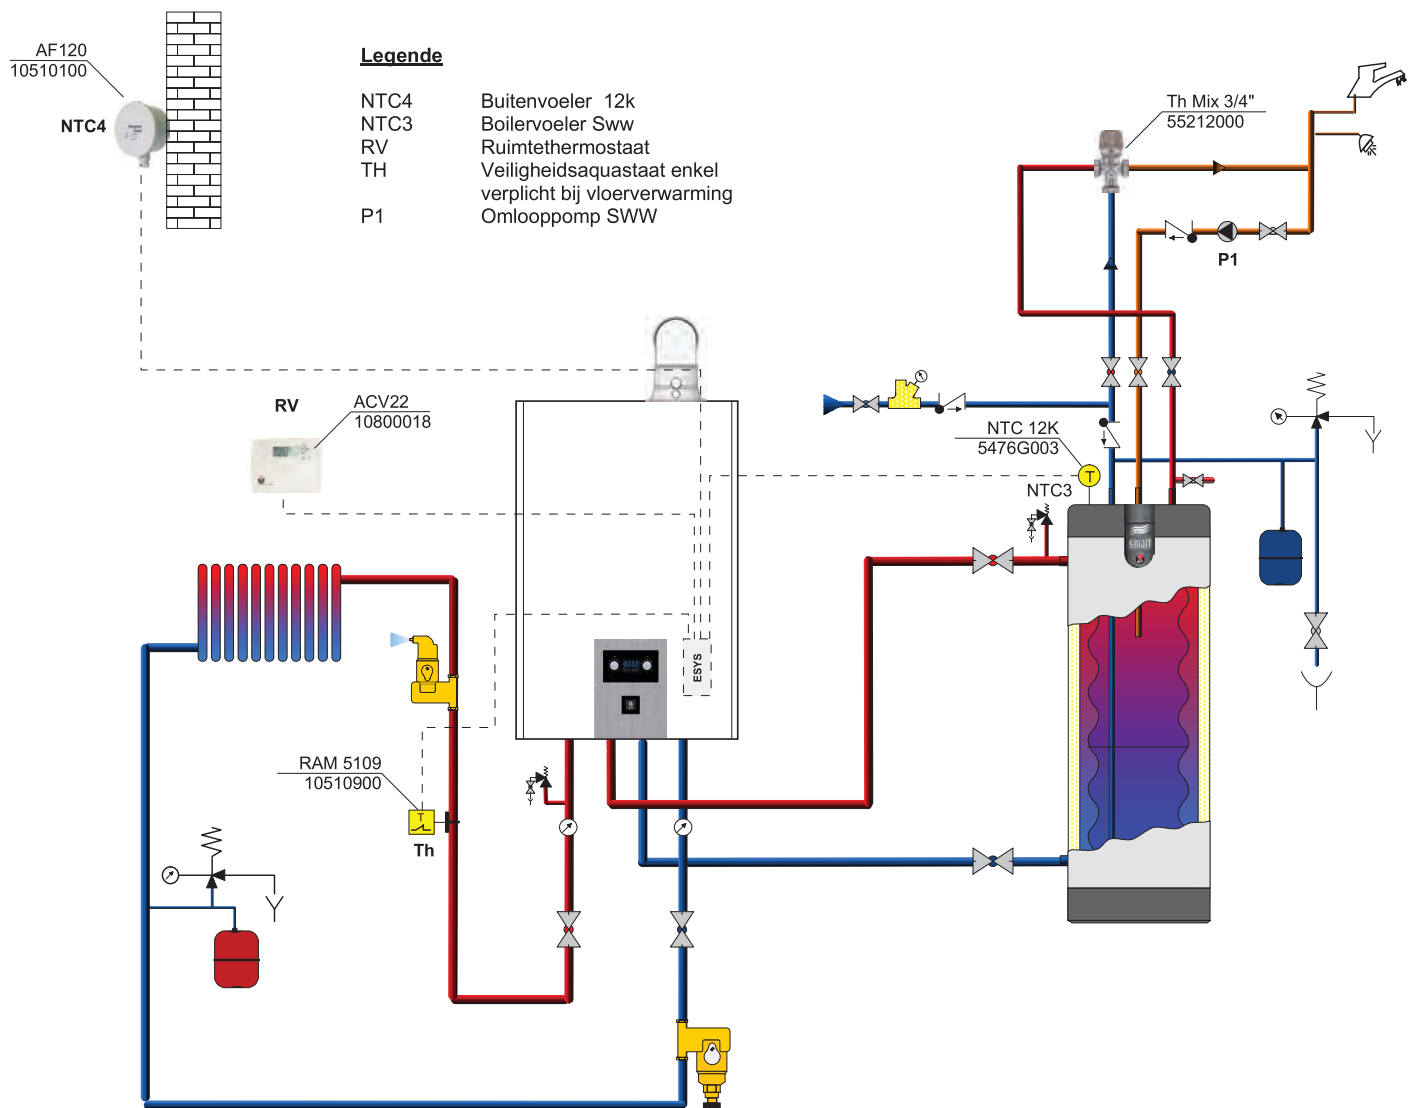 AF120
10510100
NTC4
Legende
NTC4 Buitenvoeler 12k
NTC3 Boilervoeler Sww
RV Ruimtethermostaat
TH Veiligheidsaquastaat enkel
verplicht bij vloerverwarming
P1 Omlooppomp SWW
Th Mix 3/4"
55212000
P1
RV
ACV22
10800018
NTC 12K
5476G003
T
NTC3
smart
ESYS
RAM 5109
10510900
T
Th